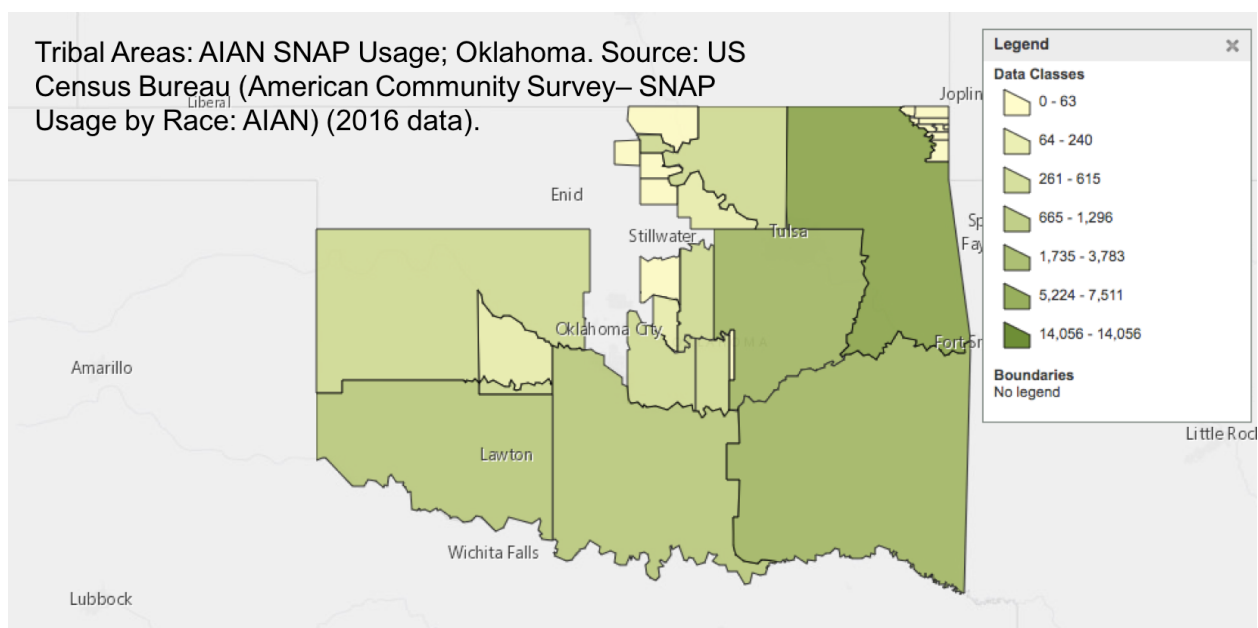 Tribal Areas: AIAN SNAP Usage; Oklahoma. Source: US
Census Bureau (American Community Survey– SNAP
Usage by Race: AIAN) (2016 data).
Liberal
Joplin
Enid
Stillwater
Tulsa
Sp
Fay
Oklahoma City
Fort Sm
Amarillo
Lawton
Wichita Falls
Lubbock
Little Rock
Legend
Data Classes
0 - 63
64 - 240
261 - 615
665 - 1,296
1,735 - 3,783
5,224 - 7,511
14,056 - 14,056
Boundaries
No legend